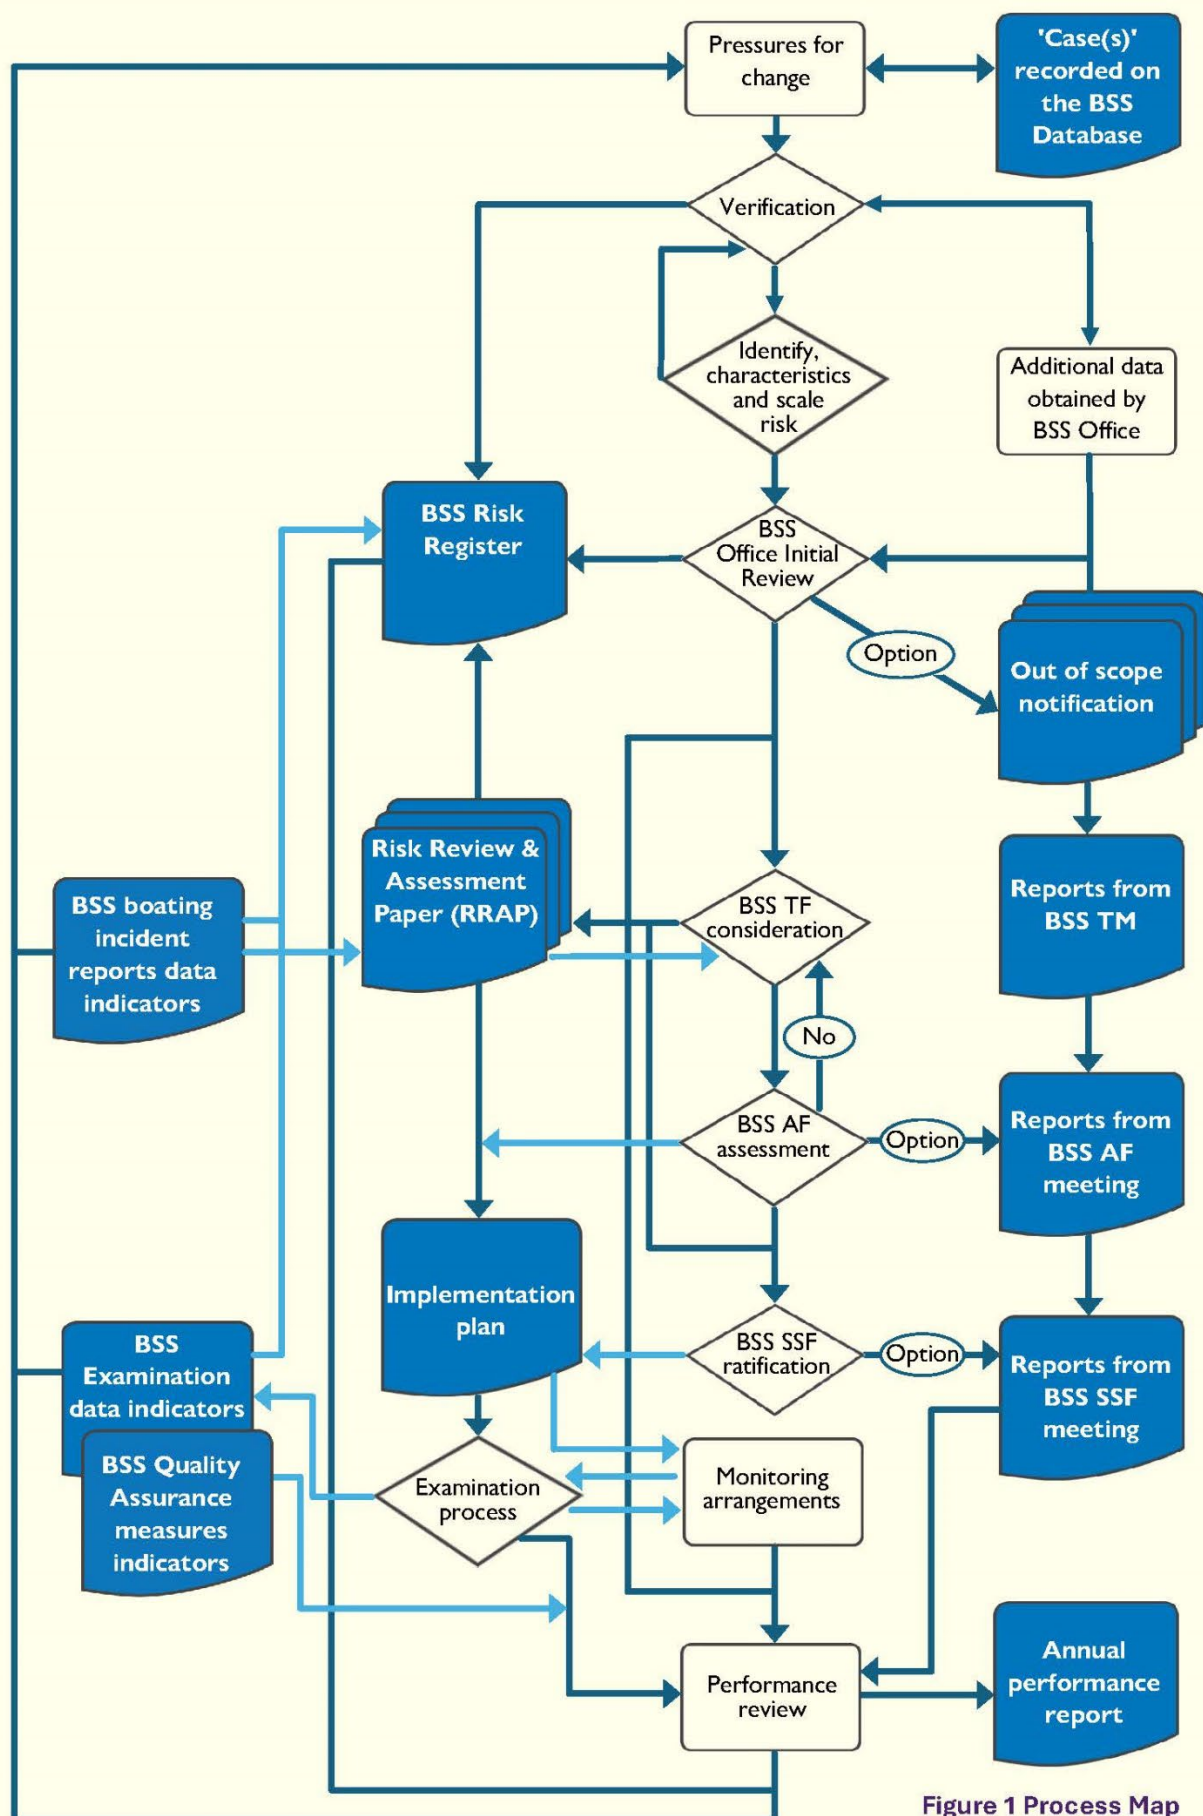 Pressures for
change
'Case(s)'
recorded on
the BSS
Database
Verification
Identify,
characteristics
and scale
risk
Additional data
obtained by
BSS Office
BSS Risk
Register
BSS
Office Initial
Review
Option
Out of scope
notification
Risk Review &
Assessment
Paper (RRAP)
BSS TF
consideration
Reports from
BSS TM
BSS boating
incident
reports data
indicators
No
BSS AF
assessment
Option
Reports from
BSS AF
meeting
Implementation
plan
BSS SSF
ratification
Option
Reports from
BSS SSF
meeting
BSS
Examination
data indicators
BSS Quality
Assurance
measures
indicators
Examination
process
Monitoring
arrangements
Performance
review
Annual
performance
report
Figure 1 Process Map